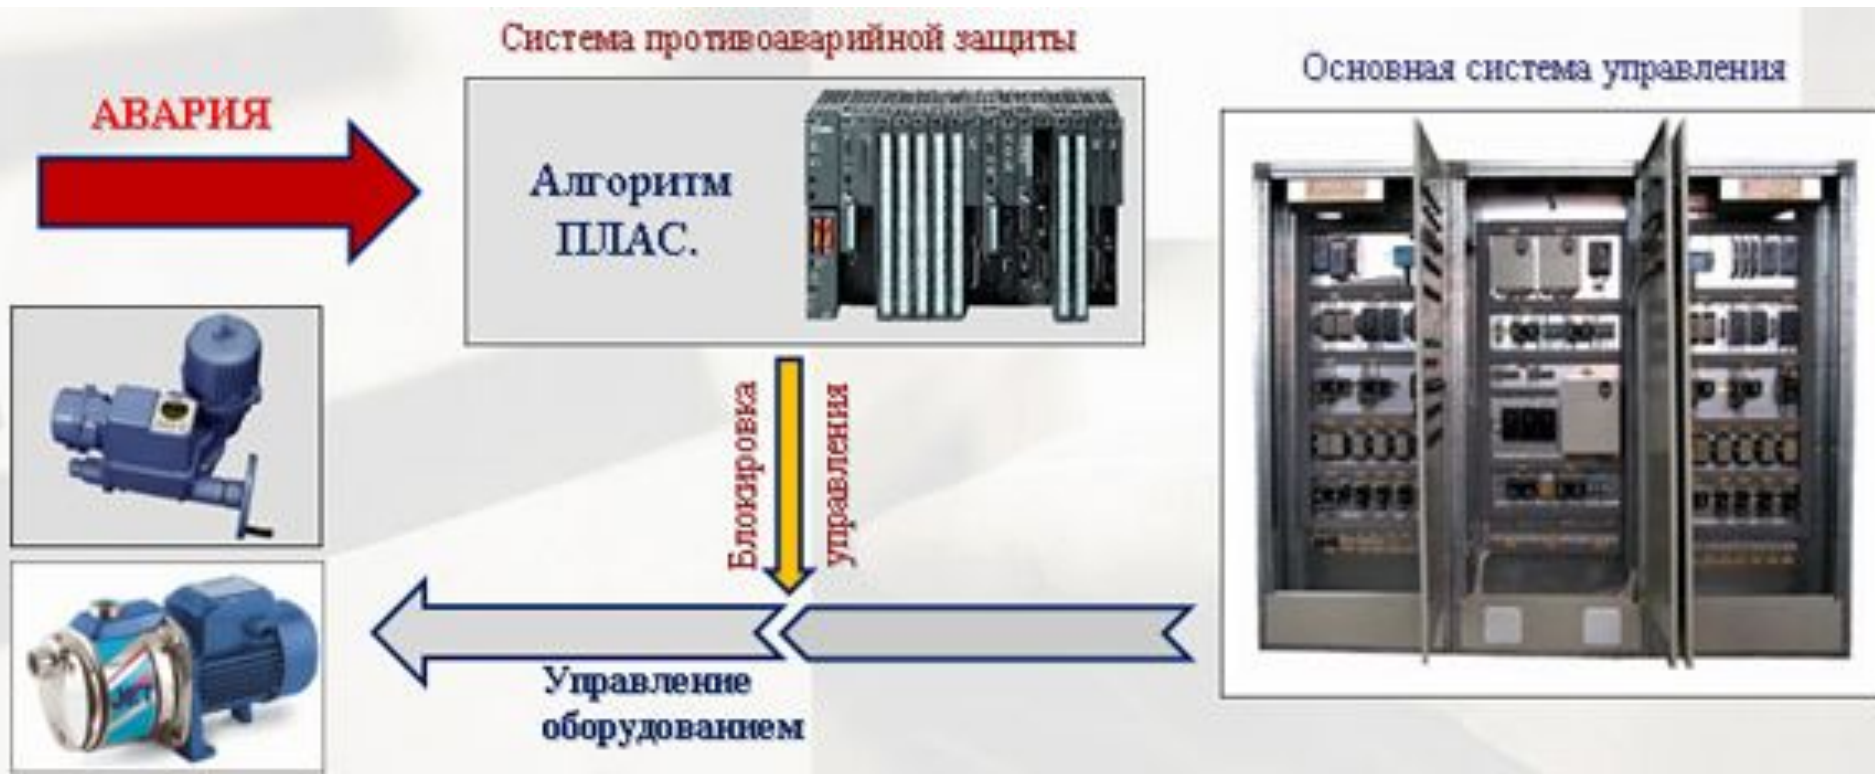 Система противоаварийной защиты
Основная система управления
АВАРИЯ
Алгоритм
ПЛАС.
Блокировка
управления
Управление
оборудованием